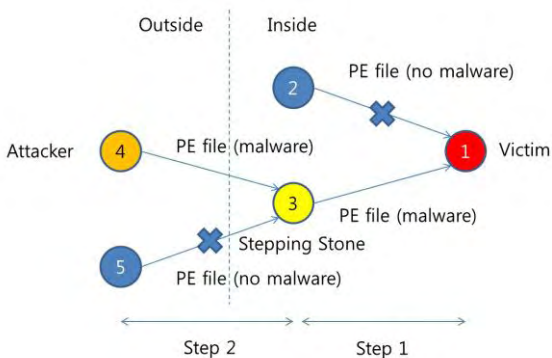 Outside
Inside
PE file (no malware)
2
Attacker
4
PE file (malware)
1
Victim
3
PE file (malware)
Stepping Stone
5
PE file (no malware)
Step 2
Step 1